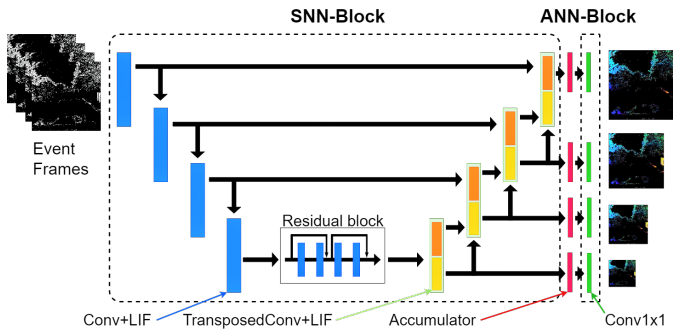 SNN-Block
ANN-Block
Event
Frames
Residual block
Conv+LIF
TransposedConv+LIF
Accumulator
Conv1x1